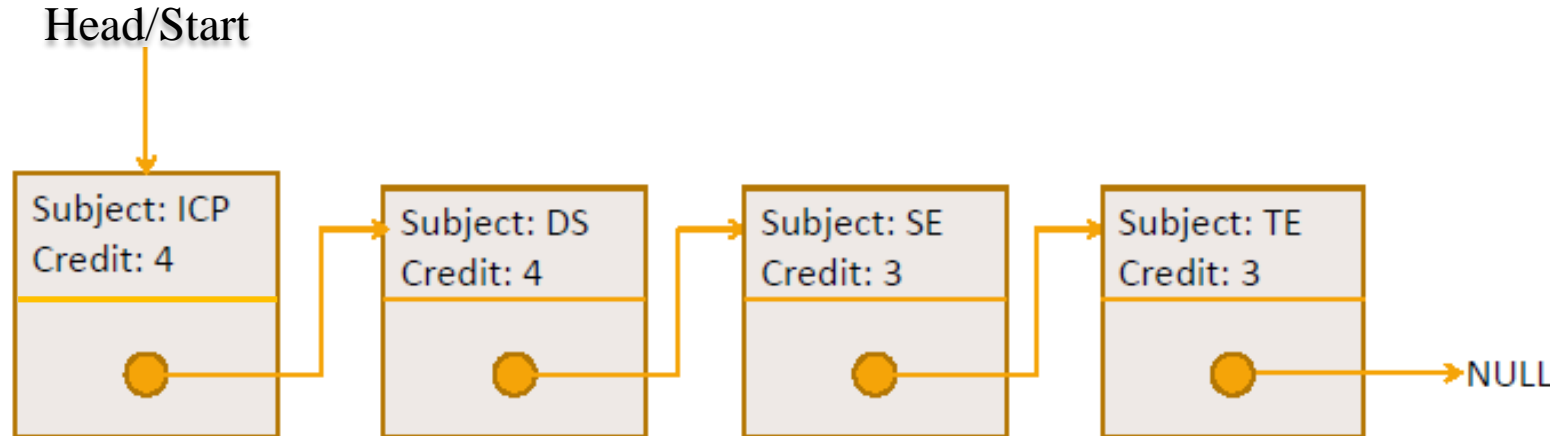 Head/Start
Subject: ICP
Credit: 4
Subject: DS
Credit: 4
Subject: SE
Credit: 3
Subject: TE
Credit: 3
NULL